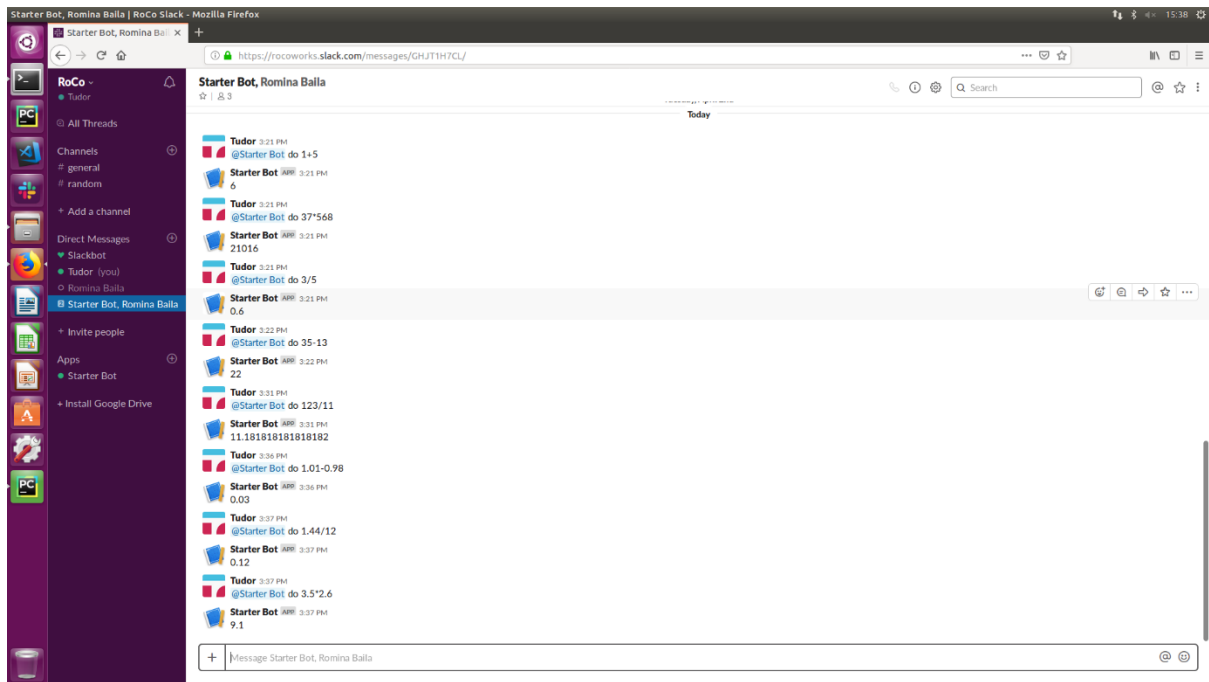 Starter Bot, Romina Baila | RoCo Slack - Mozilla Firefox
15:38
Starter Bot, Romina Bail
https://rocoworks.slack.com/messages/GHJT1H7CL/
RoCo
Tudor
All Threads
Channels
# general
# random
+ Add a channel
Direct Messages
Slackbot
Tudor (you)
Romina Baila
Starter Bot, Romina Baila
+ Invite people
Apps
Starter Bot
+ Install Google Drive
Starter Bot, Romina Baila
3
Search
Today
Tudor 3:21 PM
@Starter Bot do 1+5
Starter Bot APP 3:21 PM
6
Tudor 3:21 PM
@Starter Bot do 37*568
Starter Bot APP 3:21 PM
21016
Tudor 3:21 PM
@Starter Bot do 3/5
Starter Bot APP 3:21 PM
0.6
Tudor 3:22 PM
@Starter Bot do 35-13
Starter Bot APP 3:22 PM
22
Tudor 3:31 PM
@Starter Bot do 123/11
Starter Bot APP 3:31 PM
11.181818181818182
Tudor 3:36 PM
@Starter Bot do 1.01-0.98
Starter Bot APP 3:36 PM
0.03
Tudor 3:37 PM
@Starter Bot do 1.44/12
Starter Bot APP 3:37 PM
0.12
Tudor 3:37 PM
@Starter Bot do 3.5*2.6
Starter Bot APP 3:37 PM
9.1
Message Starter Bot, Romina Baila
PC
PC